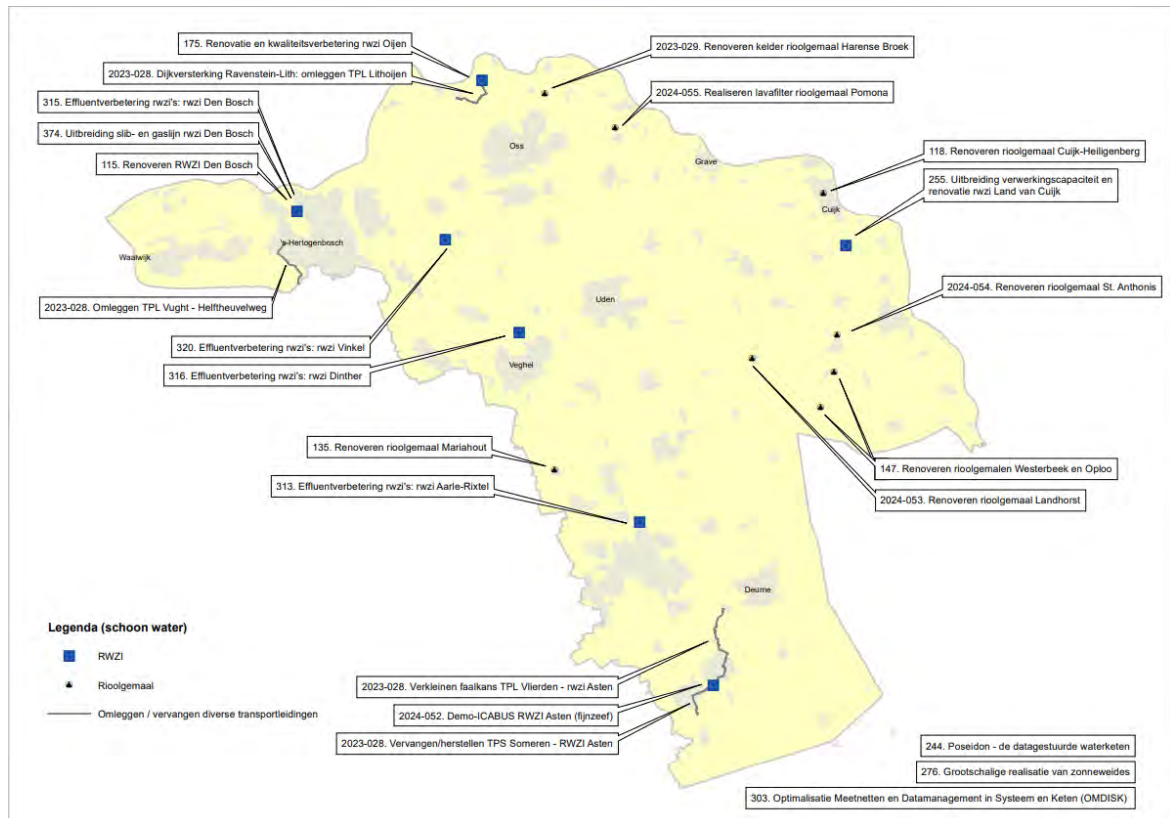 175. Renovatie en kwaliteitsverbetering rwzi Oijen
2023-028. Dijkversterking Ravenstein-Lith: omleggen TPL Lithoijen
315. Effluentverbetering rwzi's: rwzi Den Bosch
374. Uitbreiding slib- en gaslijn rwzi Den Bosch
115. Renoveren RWZI Den Bosch
2023-029. Renoveren kelder rioolgemaal Harense Broek
2024-055. Realiseren lavafilter rioolgemaal Pomona
118. Renoveren rioolgemaal Cuijk-Heiligenberg
255. Uitbreiding verwerkingscapaciteit en
renovatie rwzi Land van Cuijk
Oss
Grave
Cuijk
's-Hertogenbosch
Waalwijk
2023-028. Omleggen TPL Vught - Helftheuvelweg
Uden
2024-054. Renoveren rioolgemaal St. Anthonis
320. Effluentverbetering rwzi's: rwzi Vinkel
316. Effluentverbetering rwzi's: rwzi Dinther
Veghel
135. Renoveren rioolgemaal Mariahout
313. Effluentverbetering rwzi's: rwzi Aarle-Rixtel
147. Renoveren rioolgemalen Westerbeek en Oploo
2024-053. Renoveren rioolgemaal Landhorst
Deurne
Legenda (schoon water)
RWZI
Rioolgemaal
Omleggen / vervangen diverse transportleidingen
2023-028. Verkleinen faalkans TPL Vlierden - rwzi Asten
2024-052. Demo-ICABUS RWZI Asten (fijnzeef)
2023-028. Vervangen/herstellen TPS Someren - RWZI Asten
244. Poseidon - de datagestuurde waterketen
276. Grootschalige realisatie van zonneweides
303. Optimalisatie Meetnetten en Datamanagement in Systeem en Keten (OMDISK)